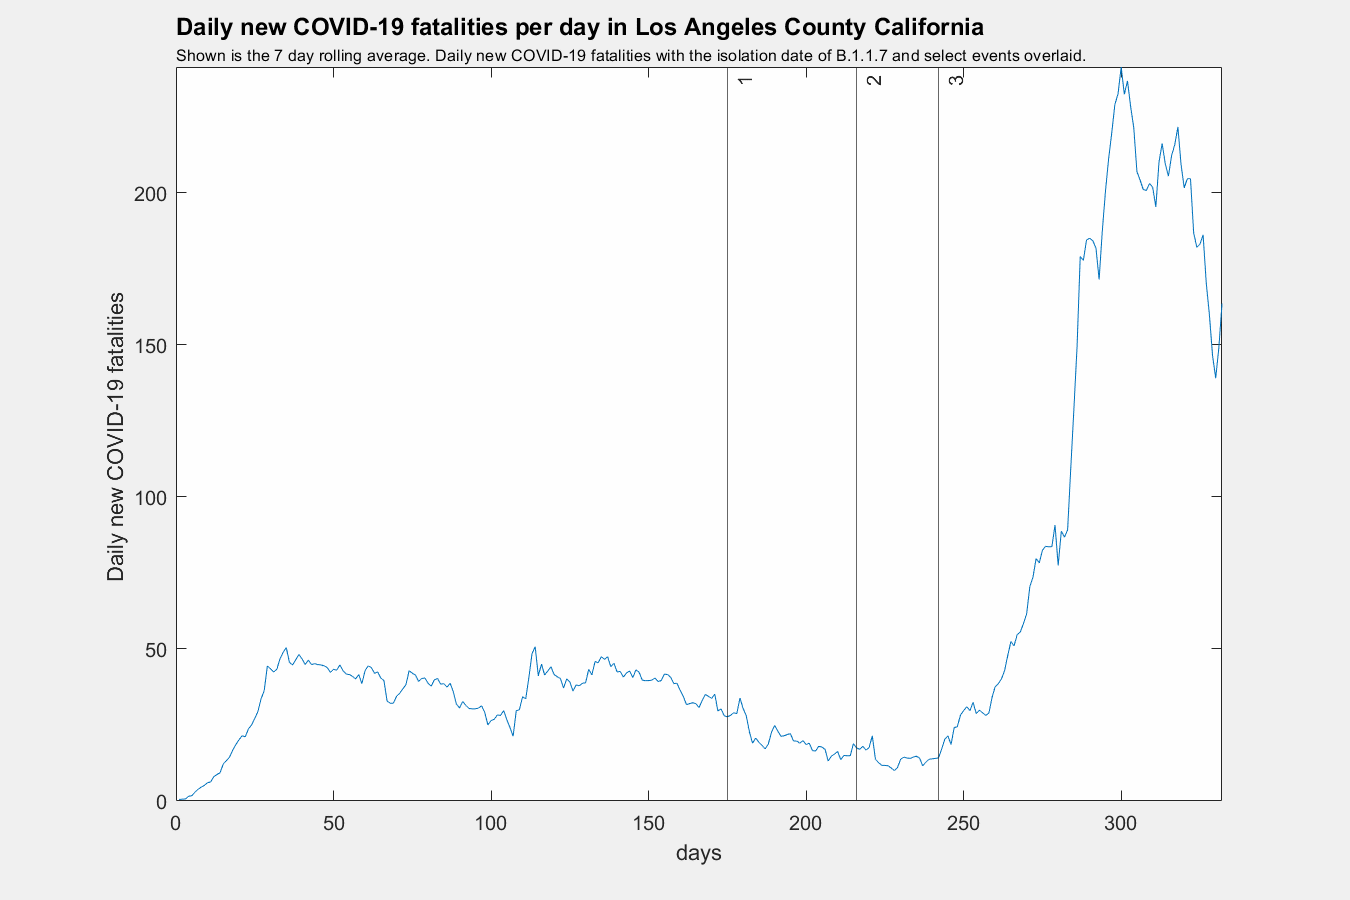 Daily new COVID-19 fatalities per day in Los Angeles County California
Shown is the 7 day rolling average. Daily new COVID-19 fatalities with the isolation date of B.1.1.7 and select events overlaid.
1
2
3
Daily new COVID-19 fatalities
200
150
100
50
0
0 50 100 150 200 250 300
days